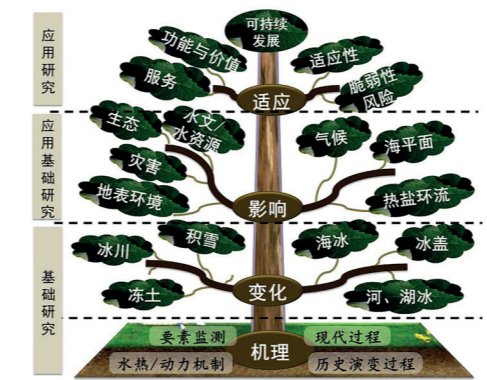 可持续
发展
功能与价值
适应性
服务
脆弱性
风险
适应
应用研究
生态
水文/
水资源
气候
海平面
灾害
地表环境
热盐环流
影响
应用基础研究
冰川
积雪
海冰
冰盖
冻土
变化
河、湖冰
基础研究
要素监测
现代过程
水热/动力机制
机理
历史演变过程